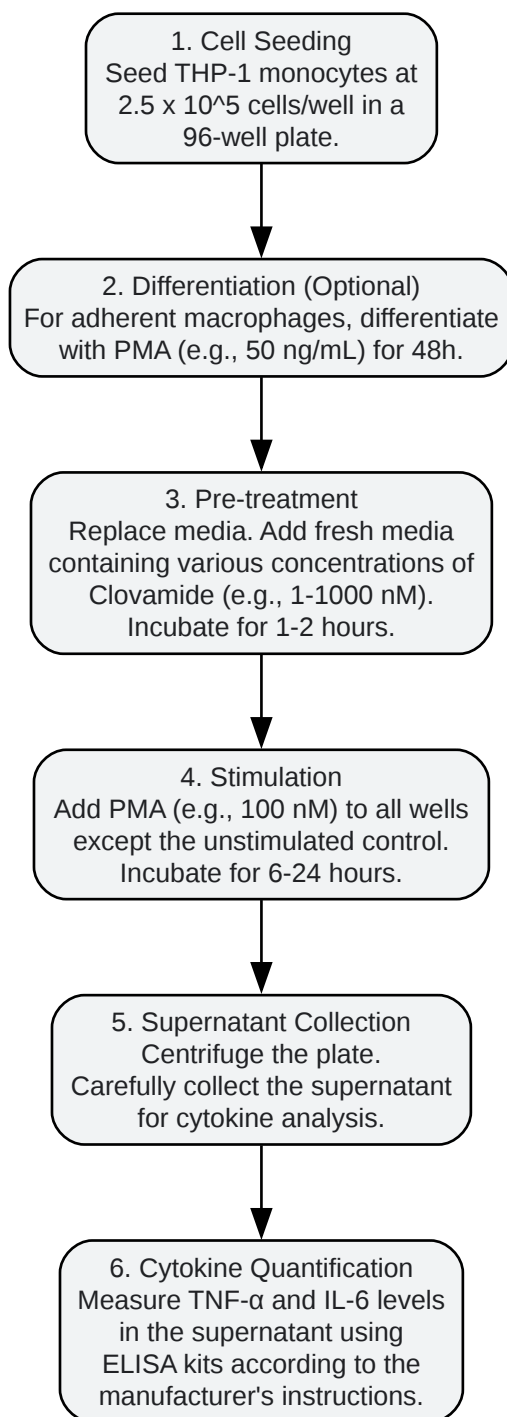 1. Cell Seeding
Seed THP-1 monocytes at
2.5 x 10^5 cells/well in a
96-well plate.
2. Differentiation (Optional)
For adherent macrophages, differentiate
with PMA (e.g., 50 ng/mL) for 48h.
3. Pre-treatment
Replace media. Add fresh media
containing various concentrations of
Clovamide (e.g., 1-1000 nM).
Incubate for 1-2 hours.
4. Stimulation
Add PMA (e.g., 100 nM) to all wells
except the unstimulated control.
Incubate for 6-24 hours.
5. Supernatant Collection
Centrifuge the plate.
Carefully collect the supernatant
for cytokine analysis.
6. Cytokine Quantification
Measure TNF-α and IL-6 levels
in the supernatant using
ELISA kits according to the
manufacturer's instructions.